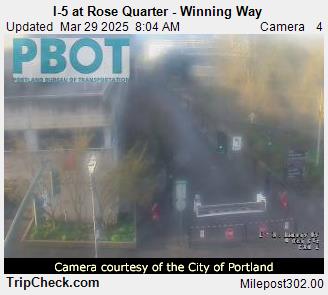 I-5 at Rose Quarter - Winning Way
Updated Mar 29 2025 8:04 AM Camera 4
PBOT
PORTLAND BUREAU OF TRANSPORTATION
Camera courtesy of the City of Portland
TripCheck.com Milepost302.00